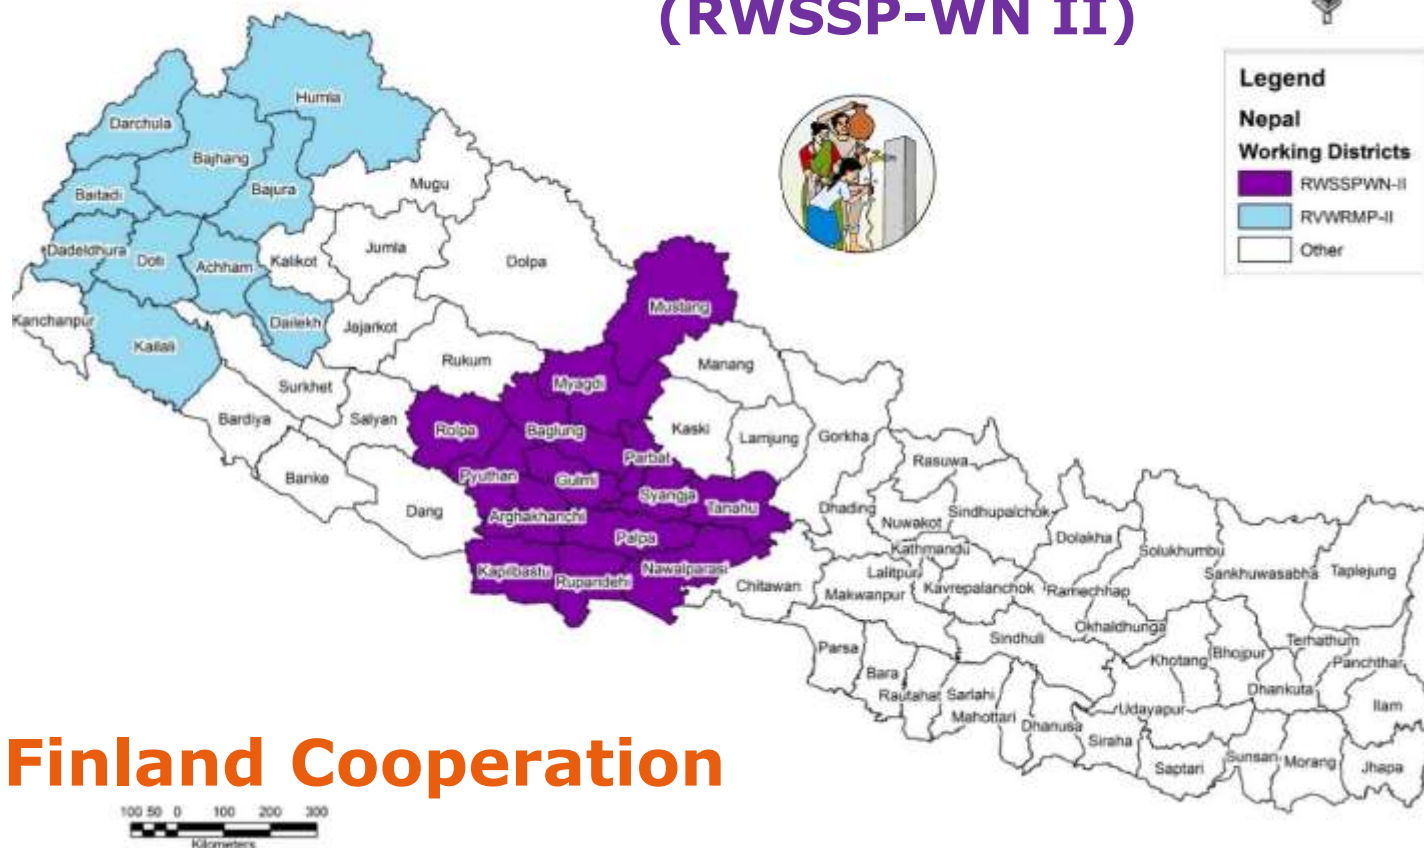 (RWSSP-WN II)
Legend
Nepal
Working Districts
RWSSPWN-II
RVWRMP-II
Other
Humla
Darchula
Bajhang
Baitadi
Bajura
Mugu
Dadeldhura
Doti
Achham
Kalikot
Jumla
Dolpa
Kanchanpur
Kailali
Dailekh
Jajarkot
Mustang
Rukum
Manang
Surkhet
Myagdi
Bardiya
Salyan
Rolpa
Baglung
Kaski
Lamjung
Gorkha
Parbat
Rasuwa
Banke
Pyuthan
Gulmi
Syangja
Tanahu
Dang
Arghakhanchi
Dhading
Nuwakot
Sindhupalchok
Palpa
Kathmandu
Dolakha
Solukhumbu
Kapilbastu
Rupandehi
Nawalparasi
Chitawan
Lalitpur
Makwanpur
Kavrepalanchok
Ramechhap
Sankhuwasabha
Taplejung
Okhaldhunga
Sindhuli
Parsa
Khotang
Bhojpur
Terhathum
Panchthar
Bara
Rautahat
Sarlahi
Dhankuta
Ilam
Mahottari
Dhanusa
Udayapur
Siraha
Saptari
Sunsari
Morang
Jhapa
Finland Cooperation
100 50 0 100 200 300
Kilometers